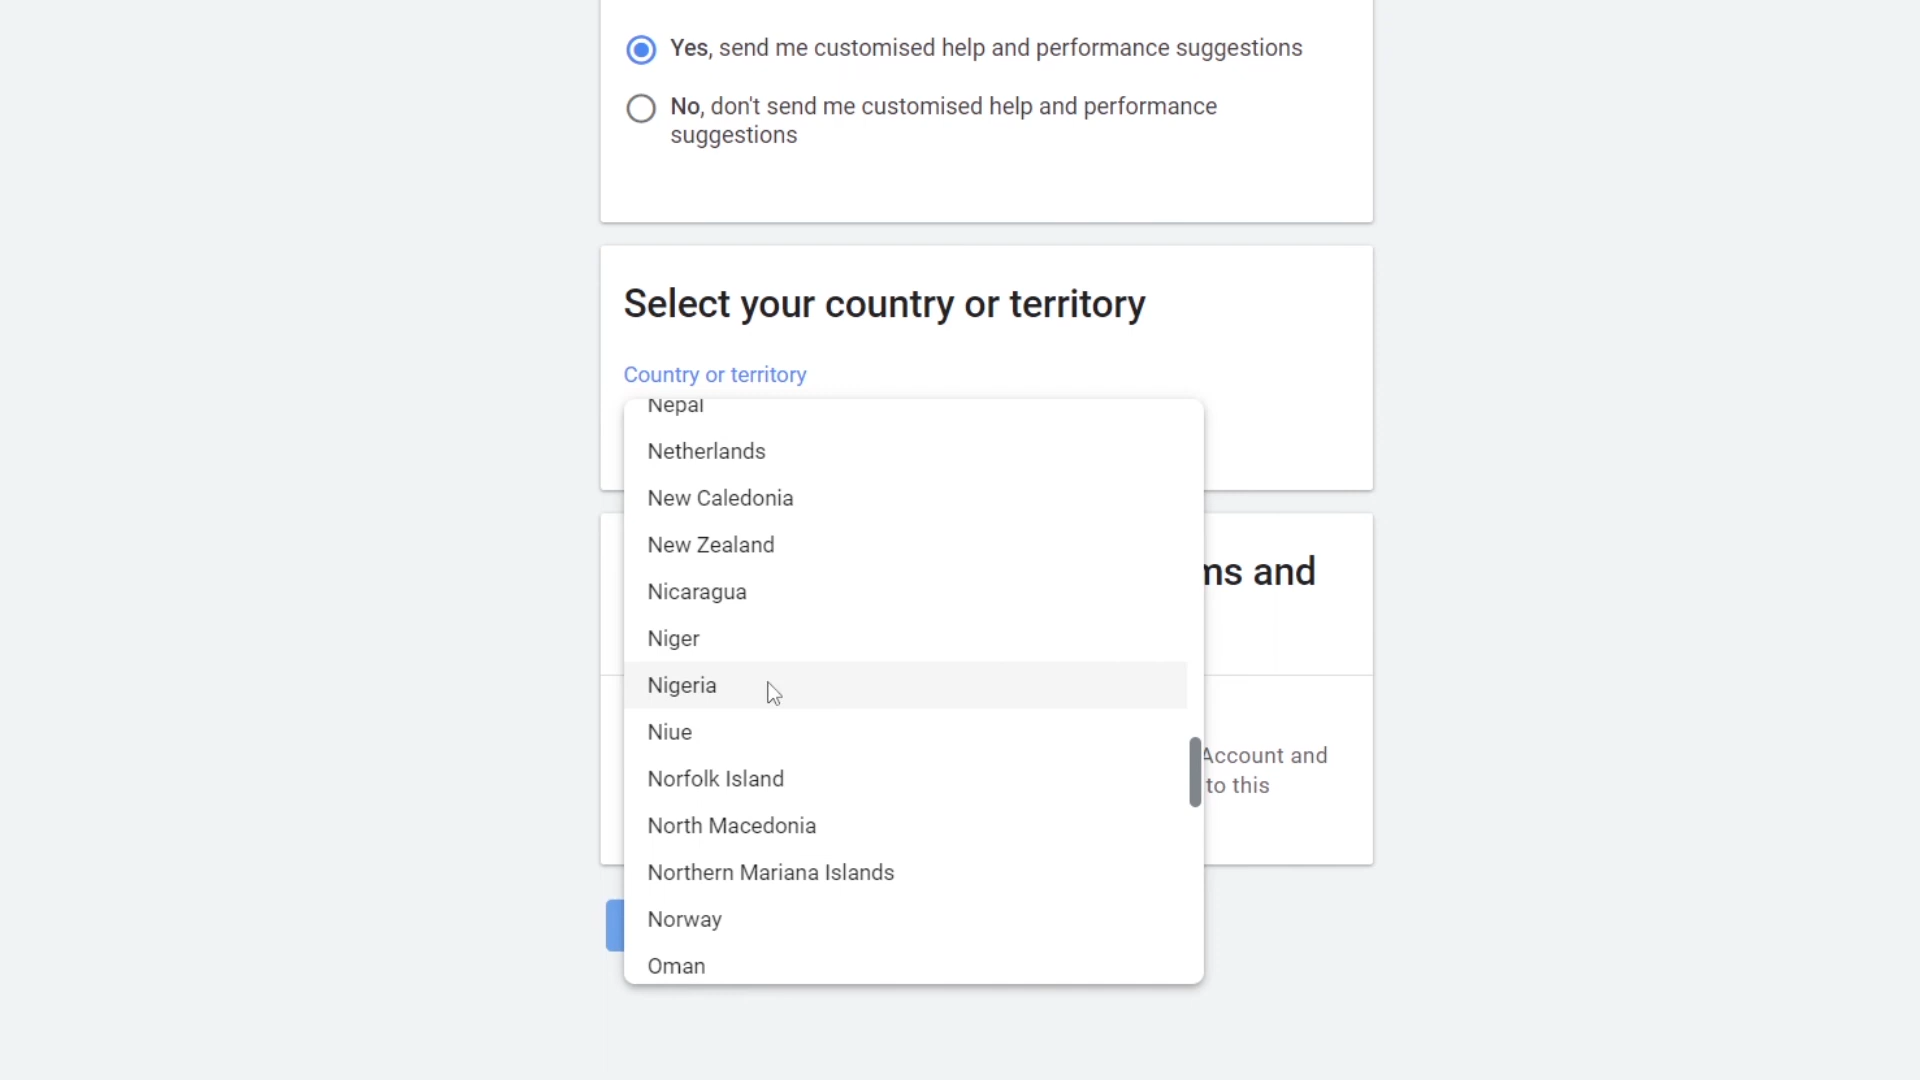 Yes, send me customised help and performance suggestions
No, don't send me customised help and performance
suggestions
Select your country or territory
Country or territory
Nepal
Netherlands
New Caledonia
New Zealand
Nicaragua
Niger
Nigeria
Niue
Norfolk Island
North Macedonia
Northern Mariana Islands
Norway
Oman
and
Account and
to this